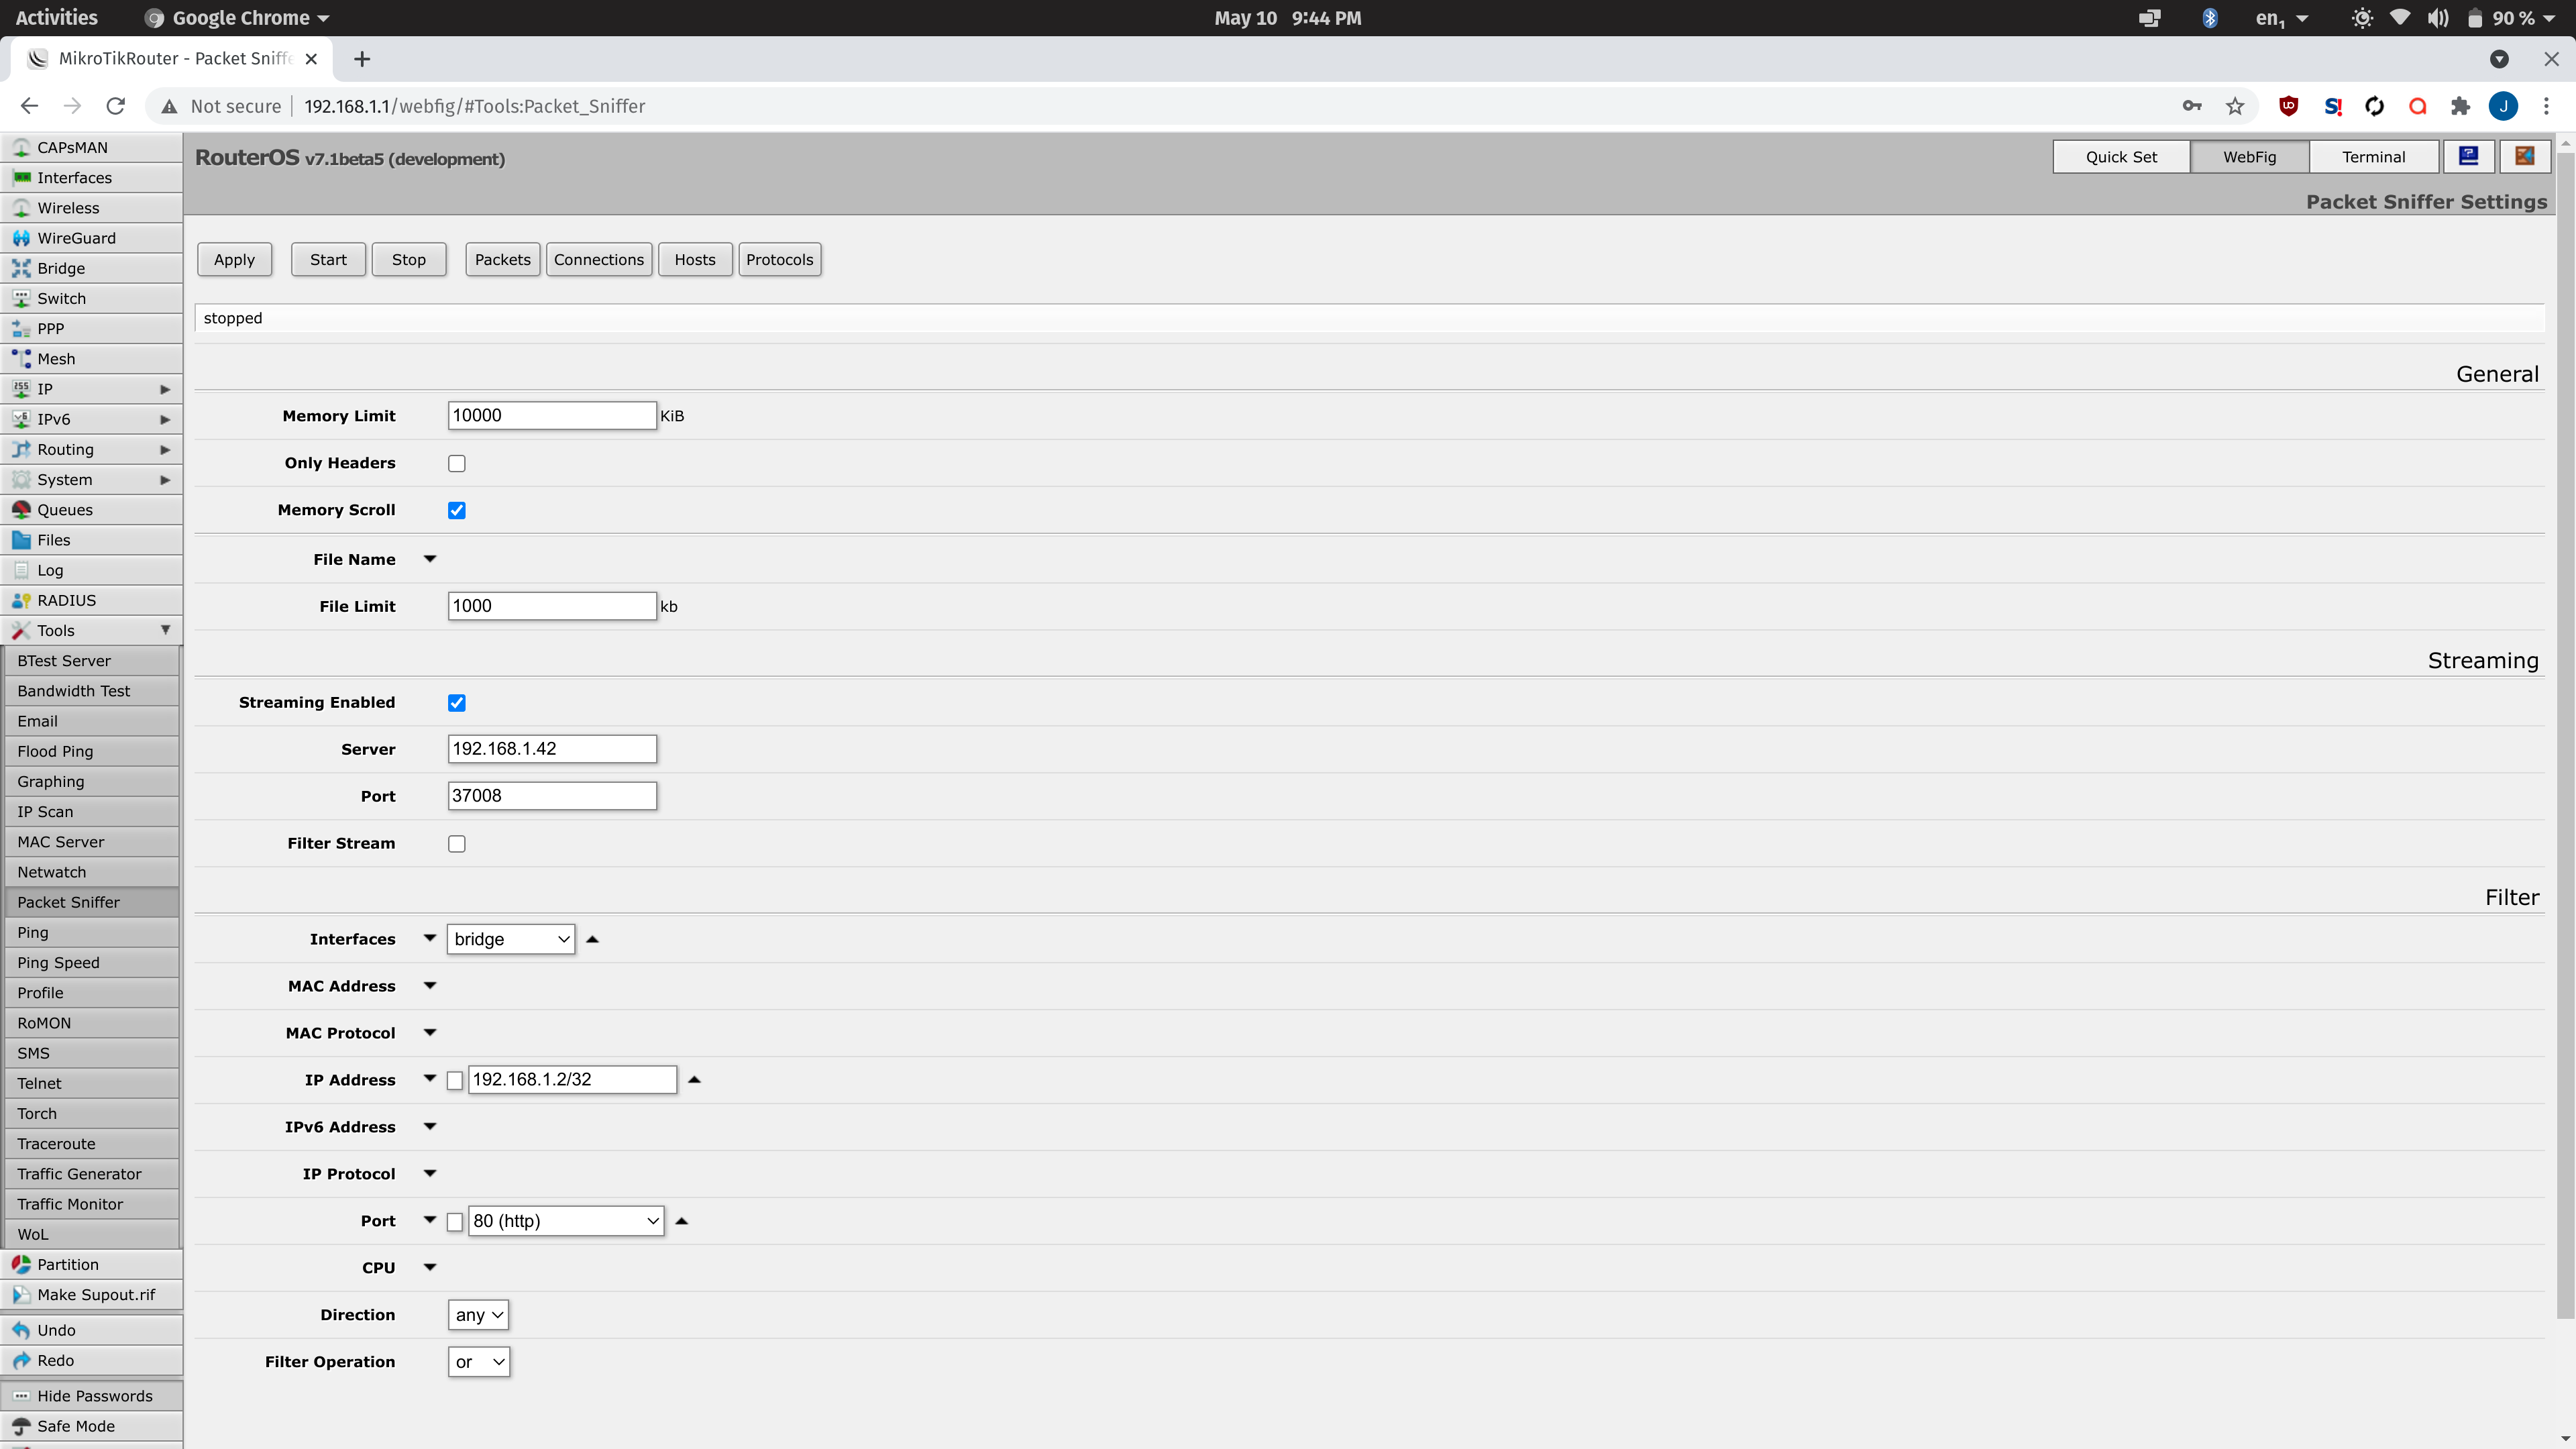 Activities
Google Chrome
May 10 9:44 PM
en1
90 %
MikroTikRouter - Packet Sniffe
Not secure
192.168.1.1/webfig/#Tools:Packet_Sniffer
J
RouterOS v7.1beta5 (development)
Quick Set
WebFig
Terminal
Packet Sniffer Settings
CAPsMAN
Interfaces
Wireless
WireGuard
Bridge
Switch
PPP
Mesh
IP
IPv6
Routing
System
Queues
Files
Log
RADIUS
Tools
BTest Server
Bandwidth Test
Email
Flood Ping
Graphing
IP Scan
MAC Server
Netwatch
Packet Sniffer
Ping
Ping Speed
Profile
RoMON
SMS
Telnet
Torch
Traceroute
Traffic Generator
Traffic Monitor
WoL
Partition
Make Supout.rif
Undo
Redo
Hide Passwords
Safe Mode
Apply
Start
Stop
Packets
Connections
Hosts
Protocols
stopped
General
Memory Limit 10000 KiB
Only Headers
Memory Scroll
File Name
File Limit 1000 kb
Streaming
Streaming Enabled
Server 192.168.1.42
Port 37008
Filter Stream
Filter
Interfaces bridge
MAC Address
MAC Protocol
IP Address 192.168.1.2/32
IPv6 Address
IP Protocol
Port 80 (http)
CPU
Direction any
Filter Operation or